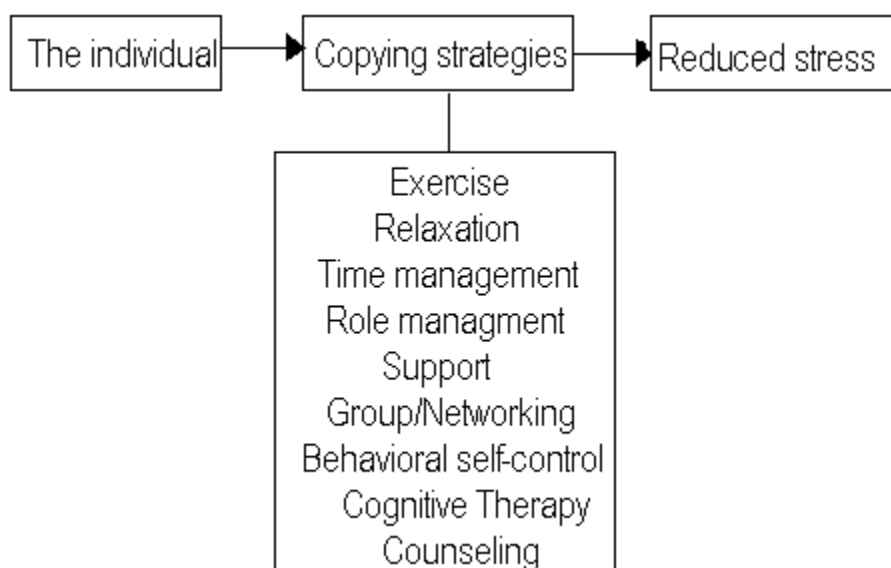 The individual
Copying strategies
Reduced stress
Exercise
Relaxation
Time management
Role managment
Support
Group/Networking
Behavioral self-control
Cognitive Therapy
Counseling